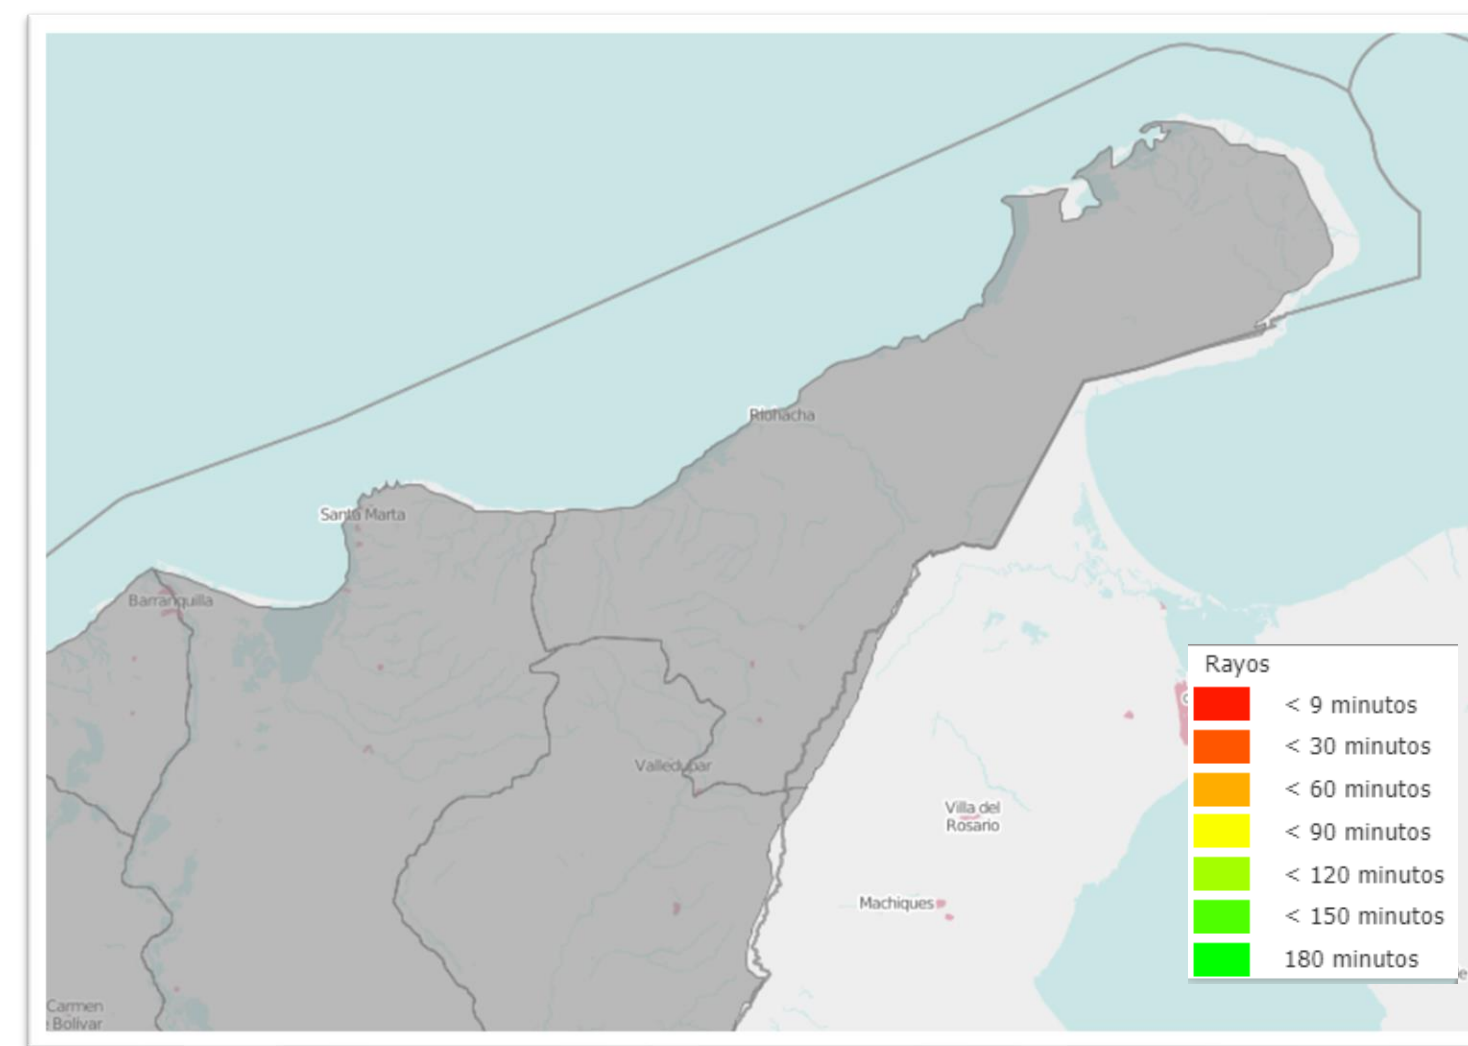 Riohacha
Santa Marta
Barranquilla
Valledupar
Villa del
Rosario
Machiques
Carmen
Bolívar
Rayos
< 9 minutos
< 30 minutos
< 60 minutos
< 90 minutos
< 120 minutos
< 150 minutos
180 minutos